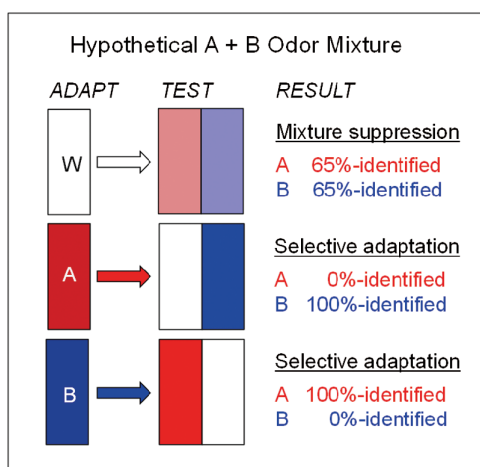 Hypothetical A + B Odor Mixture
ADAPT TEST RESULT
W
Mixture suppression
A 65%-identified
B 65%-identified
A
Selective adaptation
A 0%-identified
B 100%-identified
B
Selective adaptation
A 100%-identified
B 0%-identified